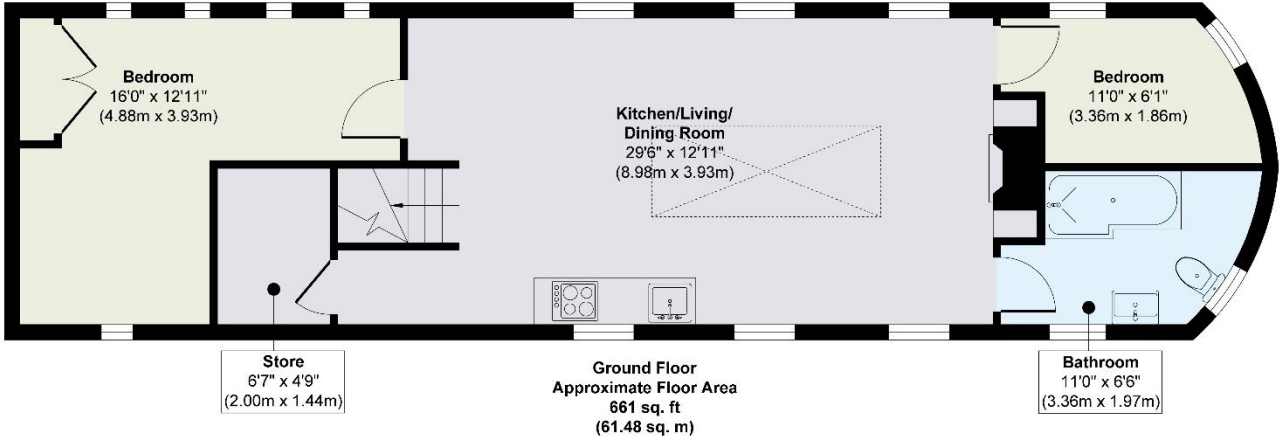 Bedroom
16'0" x 12'11"
(4.88m x 3.93m)
Kitchen/Living/
Dining Room
29'6" x 12'11"
(8.98m x 3.93m)
Bedroom
11'0" x 6'1"
(3.36m x 1.86m)
Store
6'7" x 4'9"
(2.00m x 1.44m)
Ground Floor
Approximate Floor Area
661 sq. ft
(61.48 sq. m)
Bathroom
11'0" x 6'6"
(3.36m x 1.97m)